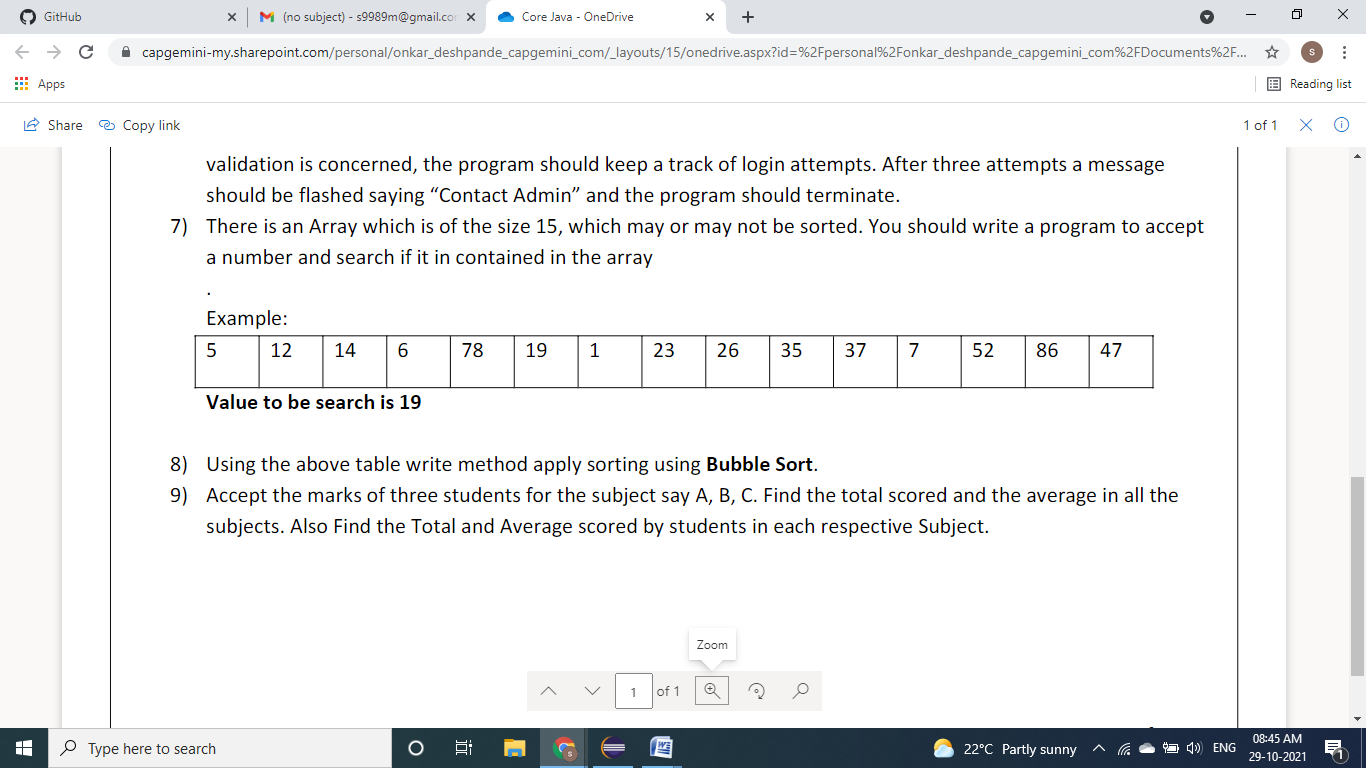 GitHub
(no subject) - s9989m@gmail.co
Core Java - OneDrive
capgemini-my.sharepoint.com/personal/onkar_deshpande_capgemini_com/_layouts/15/onedrive.aspx?id=%2Fpersonal%2Fonkar_deshpande_capgemini_com%2FDocuments%2F...
S
Apps
Reading list
Share
Copy link
1 of 1
validation is concerned, the program should keep a track of login attempts. After three attempts a message
should be flashed saying “Contact Admin” and the program should terminate.
7) There is an Array which is of the size 15, which may or may not be sorted. You should write a program to accept
a number and search if it in contained in the array
.
Example:
5 12 14 6 78 19 1 23 26 35 37 7 52 86 47
Value to be search is 19
8) Using the above table write method apply sorting using Bubble Sort.
9) Accept the marks of three students for the subject say A, B, C. Find the total scored and the average in all the
subjects. Also Find the Total and Average scored by students in each respective Subject.
Zoom
1 of 1
Type here to search
22°C Partly sunny
ENG
08:45 AM
29-10-2021
1